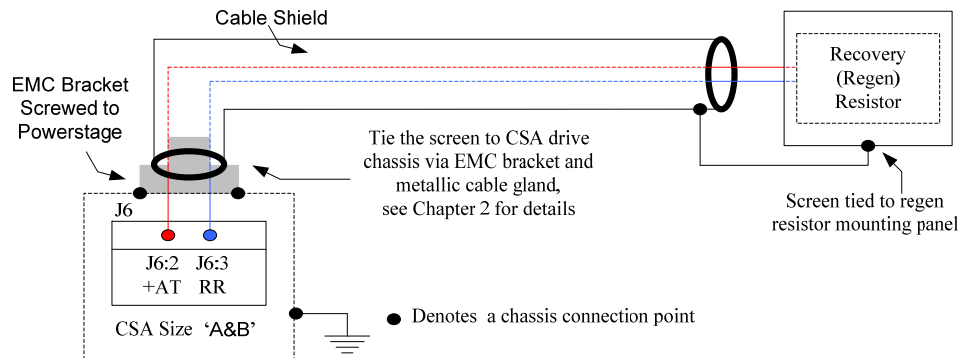 Cable Shield
EMC Bracket
Screwed to
Powerstage
Recovery
(Regen)
Resistor
Tie the screen to CSA drive
chassis via EMC bracket and
metallic cable gland,
see Chapter 2 for details
Screen tied to regen
resistor mounting panel
J6
J6:2 J6:3
+AT RR
CSA Size 'A&B'
Denotes a chassis connection point